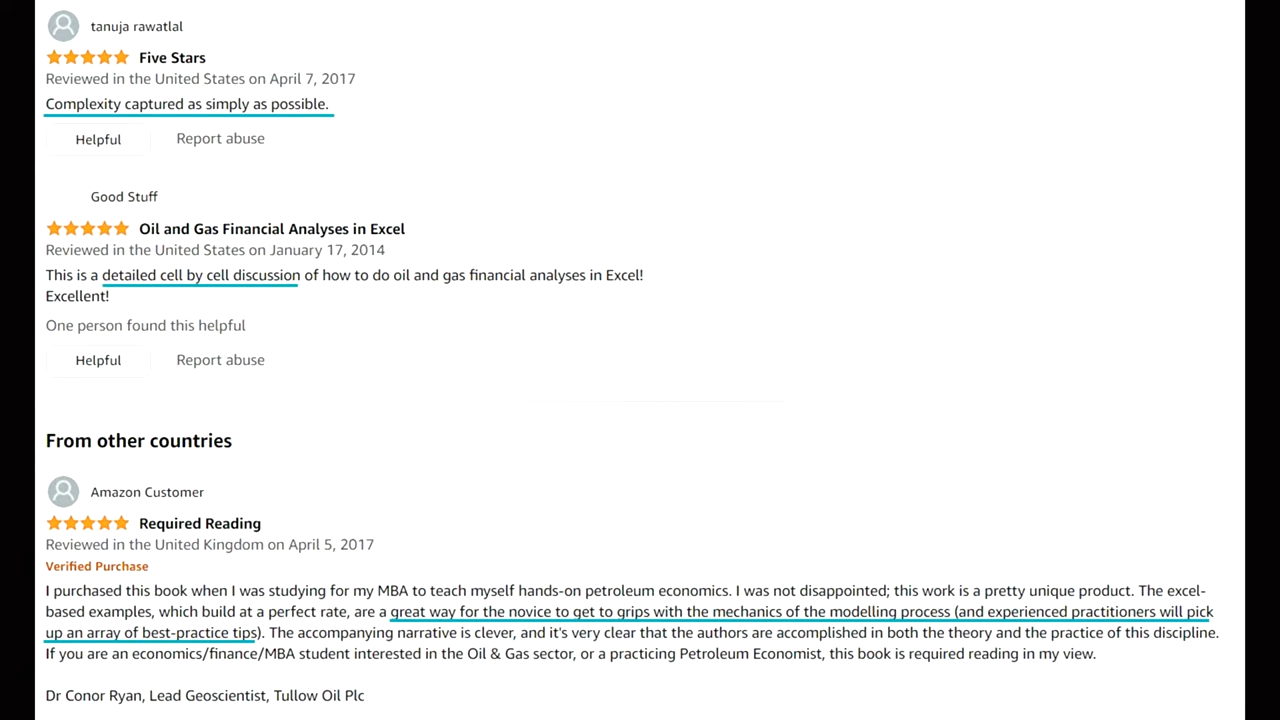 tanuja rawatlal
Five Stars
Reviewed in the United States on April 7, 2017
Complexity captured as simply as possible.
Helpful Report abuse
Good Stuff
Oil and Gas Financial Analyses in Excel
Reviewed in the United States on January 17, 2014
This is a detailed cell by cell discussion of how to do oil and gas financial analyses in Excel!
Excellent!
One person found this helpful
Helpful Report abuse
From other countries
Amazon Customer
Required Reading
Reviewed in the United Kingdom on April 5, 2017
Verified Purchase
I purchased this book when I was studying for my MBA to teach myself hands-on petroleum economics. I was not disappointed; this work is a pretty unique product. The excel-
based examples, which build at a perfect rate, are a great way for the novice to get to grips with the mechanics of the modelling process (and experienced practitioners will pick
up an array of best-practice tips). The accompanying narrative is clever, and it's very clear that the authors are accomplished in both the theory and the practice of this discipline.
If you are an economics/finance/MBA student interested in the Oil & Gas sector, or a practicing Petroleum Economist, this book is required reading in my view.
Dr Conor Ryan, Lead Geoscientist, Tullow Oil Plc